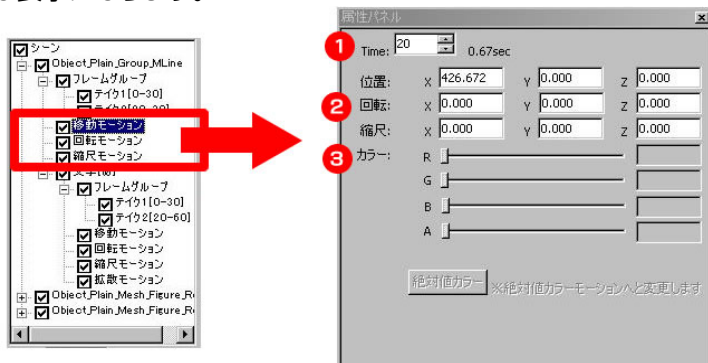 属性パネル
シーン
Object_Plain_Group_MLine
フレームグループ
テイク1[0-30]
移動モーション
回転モーション
縮尺モーション
フレームグループ
テイク1[0-30]
テイク2[20-60]
移動モーション
回転モーション
縮尺モーション
拡散モーション
Object_Plain_Mesh_Figure_R
Object_Plain_Mesh_Figure_R
1 Time: 20 0.67sec
位置: X 426.672 Y 0.000 Z 0.000
2 回転: X 0.000 Y 0.000 Z 0.000
縮尺: X 0.000 Y 0.000 Z 0.000
3 カラー: R
G
B
A
絶対値カラー ※絶対値カラーモーションへと変更します